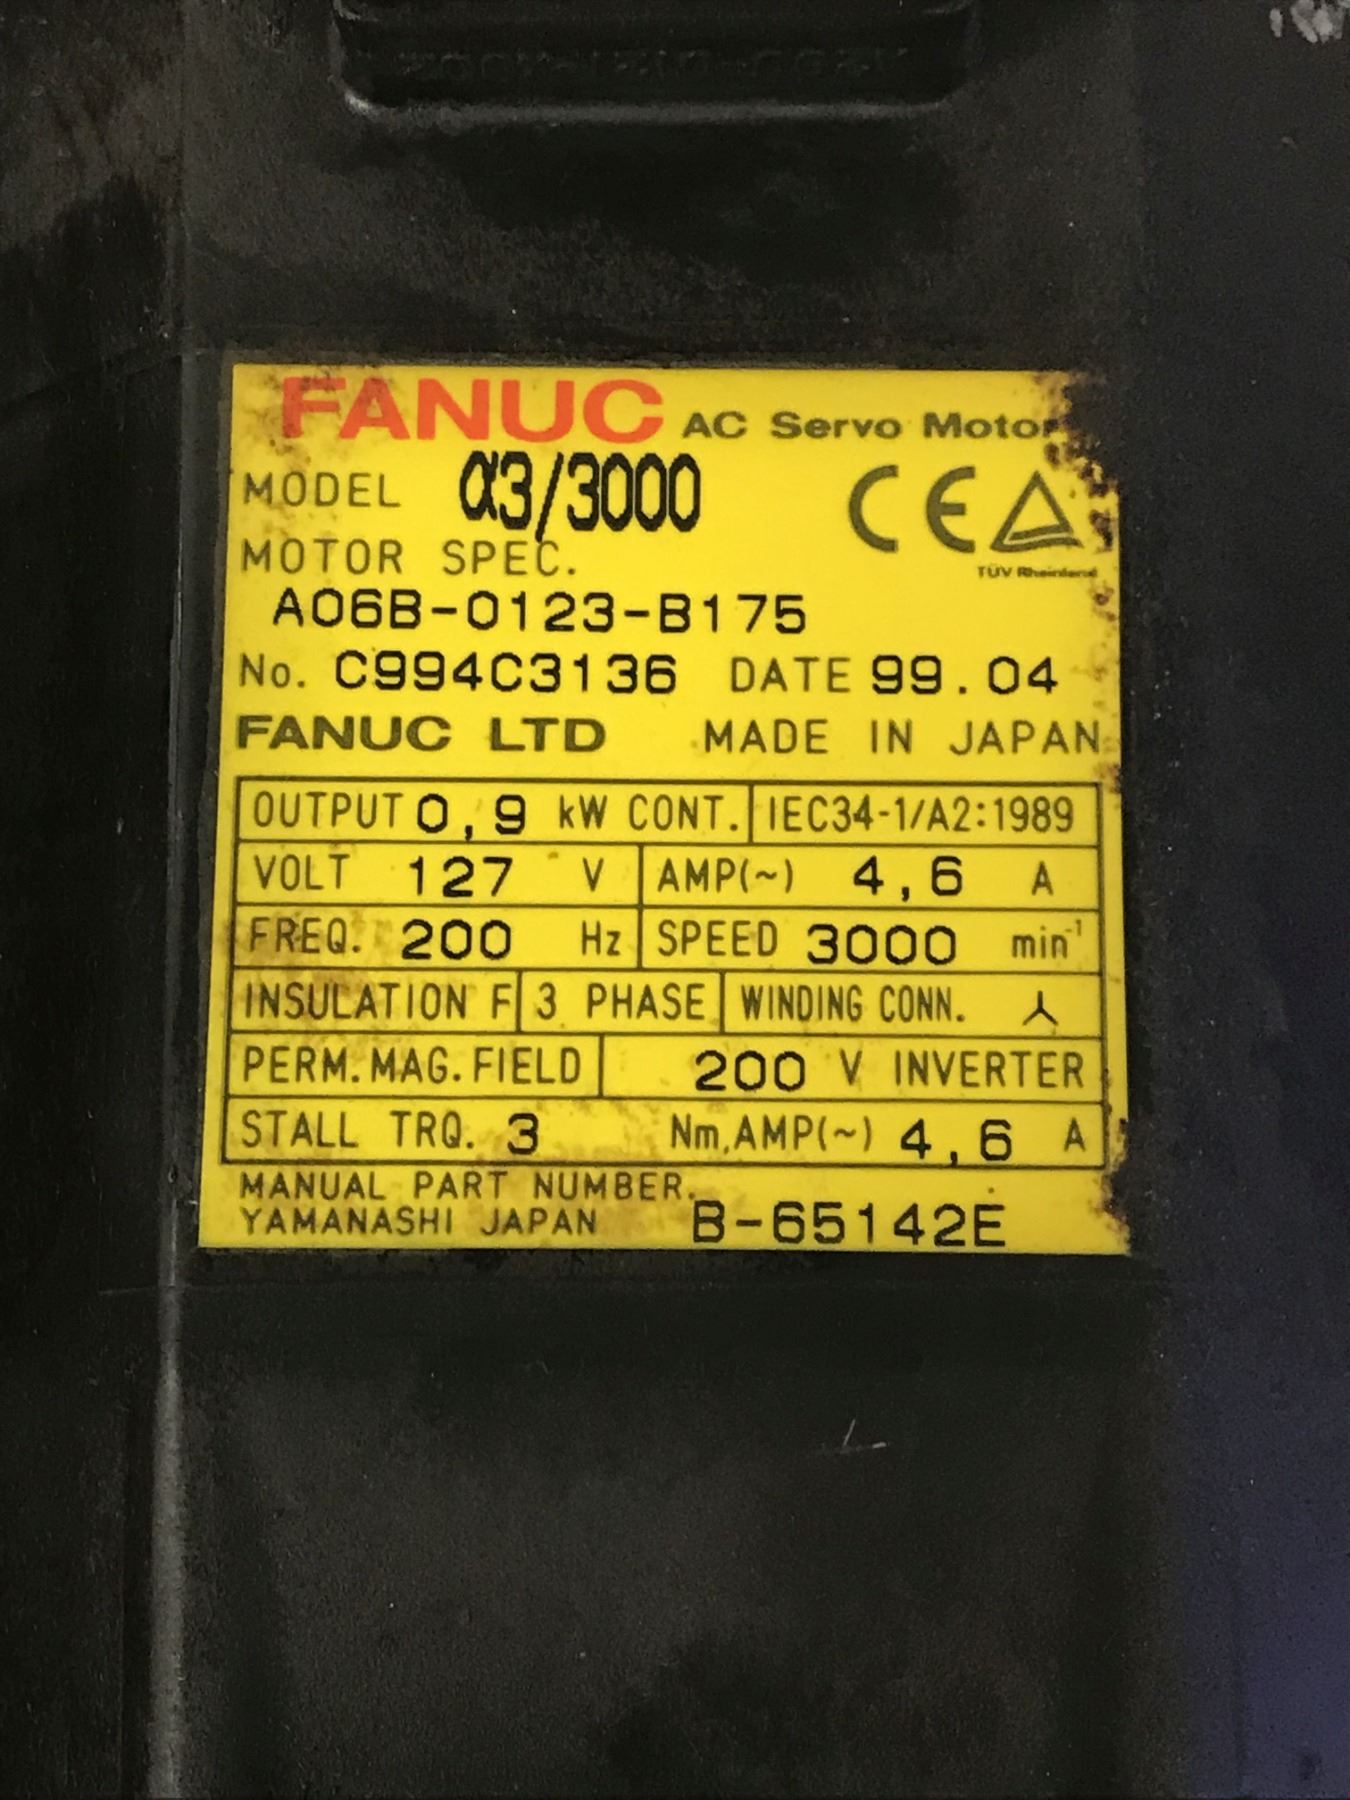 FANUC AC Servo Motor
MODEL α3/3000
CE
TÜV Rheinland
MOTOR SPEC.
A06B-0123-B175
No. C994C3136 DATE 99.04
FANUC LTD MADE IN JAPAN
OUTPUT 0,9 kW CONT. IEC34-1/A2:1989
VOLT 127 V AMP(~) 4,6 A
FREQ. 200 Hz SPEED 3000 min⁻¹
INSULATION F 3 PHASE WINDING CONN.
PERM.MAG.FIELD 200 V INVERTER
STALL TRQ. 3 Nm,AMP(~) 4,6 A
MANUAL PART NUMBER.
YAMANASHI JAPAN B-65142E